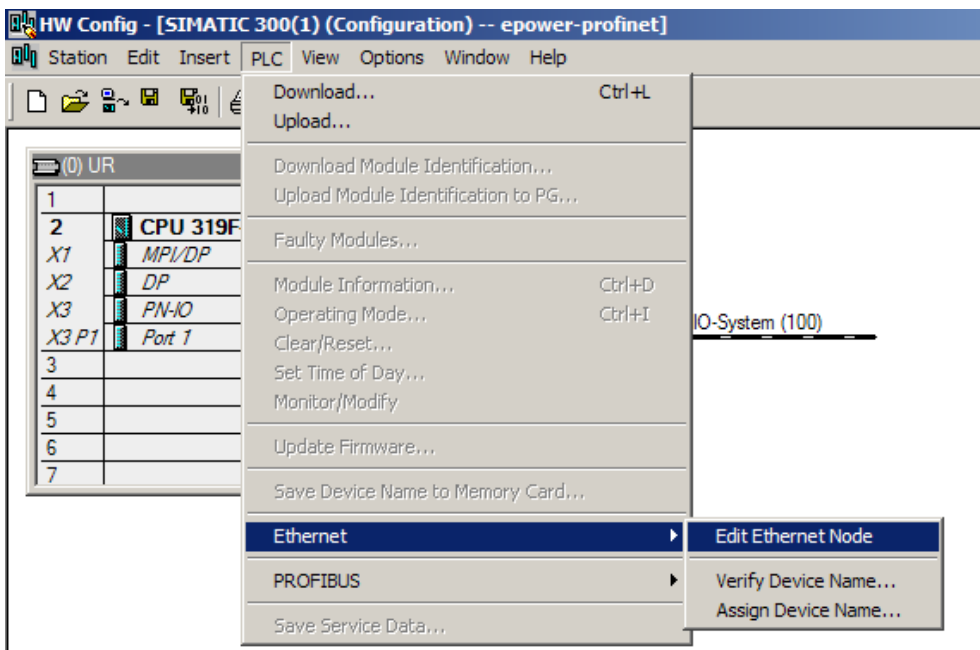 HW Config - [SIMATIC 300(1) (Configuration) -- epower-profinet]
Station Edit Insert PLC View Options Window Help
Download... Ctrl+L
Upload...
Download Module Identification...
Upload Module Identification to PG...
Faulty Modules...
Module Information... Ctrl+D
Operating Mode... Ctrl+I
Clear/Reset...
Set Time of Day...
Monitor/Modify
Update Firmware...
Save Device Name to Memory Card...
Ethernet
PROFIBUS
Save Service Data...
Edit Ethernet Node
Verify Device Name...
Assign Device Name...
(0) UR
1
2 CPU 319F
X1 MPI/DP
X2 DP
X3 PN-IO
X3 P1 Port 1
3
4
5
6
7
IO-System (100)